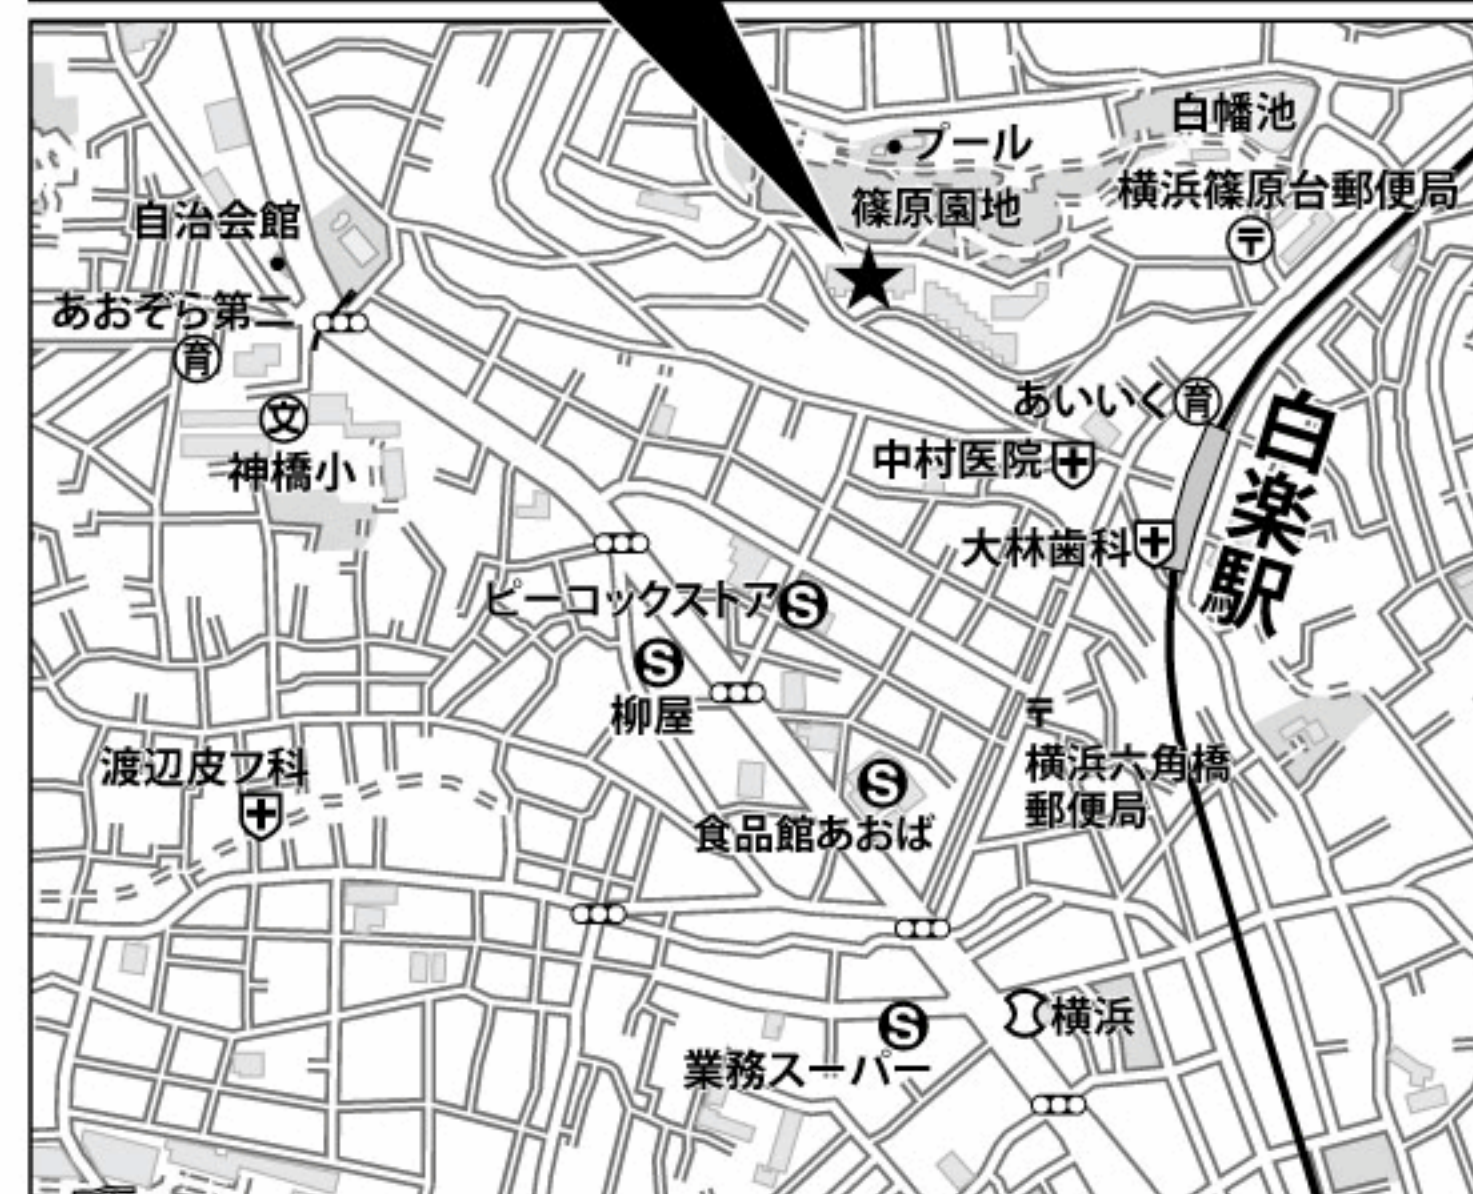 白幡池
プール
横浜篠原台郵便局
篠原園地
自治会館
〒
あおぞら第二
育
あいいく
育
文
白楽駅
中村医院
神橋小
大林歯科
ピーコックストア
S
S
柳屋
〒
渡辺皮フ科
横浜六角橋
郵便局
S
食品館あおば
横浜
S
業務スーパー